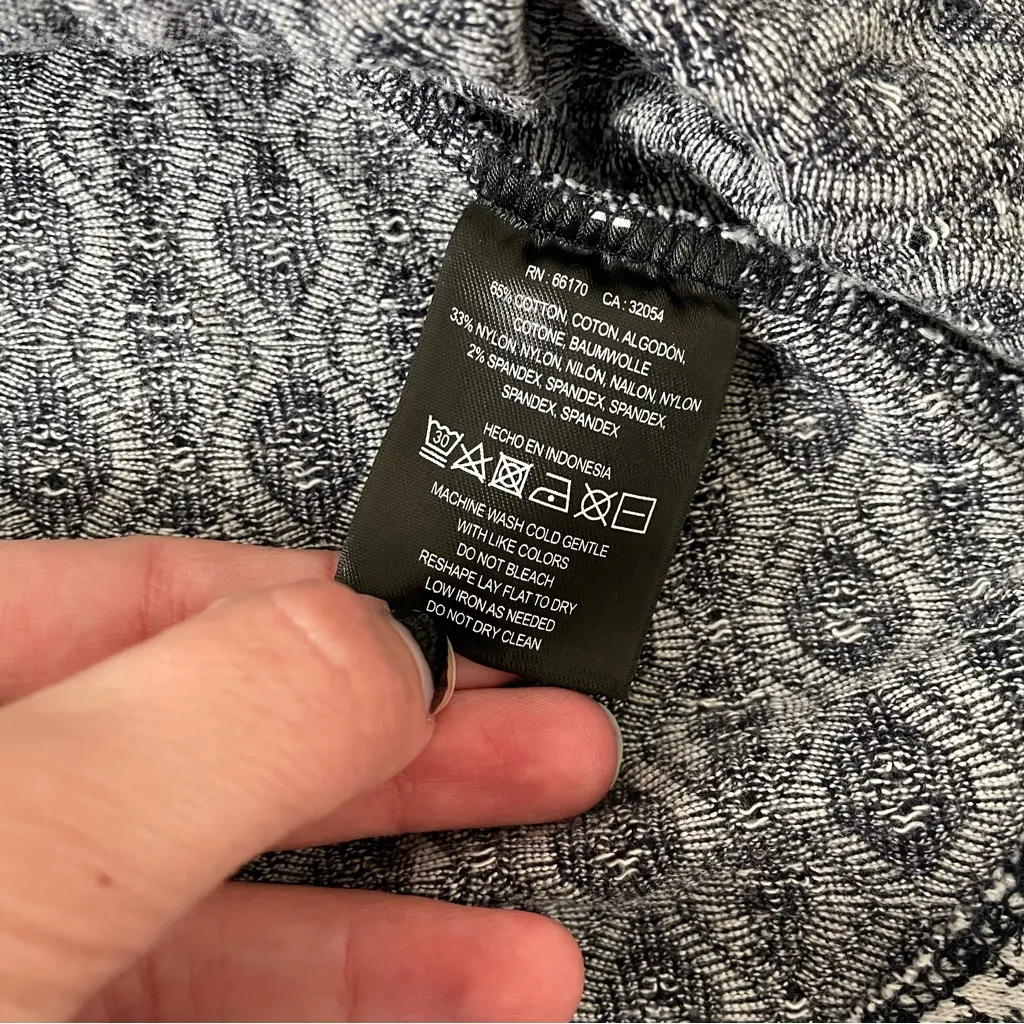 RN : 66170 CA : 32054
65% COTTON, COTON, ALGODÓN,
COTONE, BAUMWOLLE
33% NYLON, NYLON, NILÓN, NAILON, NYLON
2% SPANDEX, SPANDEX, SPANDEX,
SPANDEX, SPANDEX
HECHO EN INDONESIA
30
MACHINE WASH COLD GENTLE
WITH LIKE COLORS
DO NOT BLEACH
RESHAPE LAY FLAT TO DRY
LOW IRON AS NEEDED
DO NOT DRY CLEAN